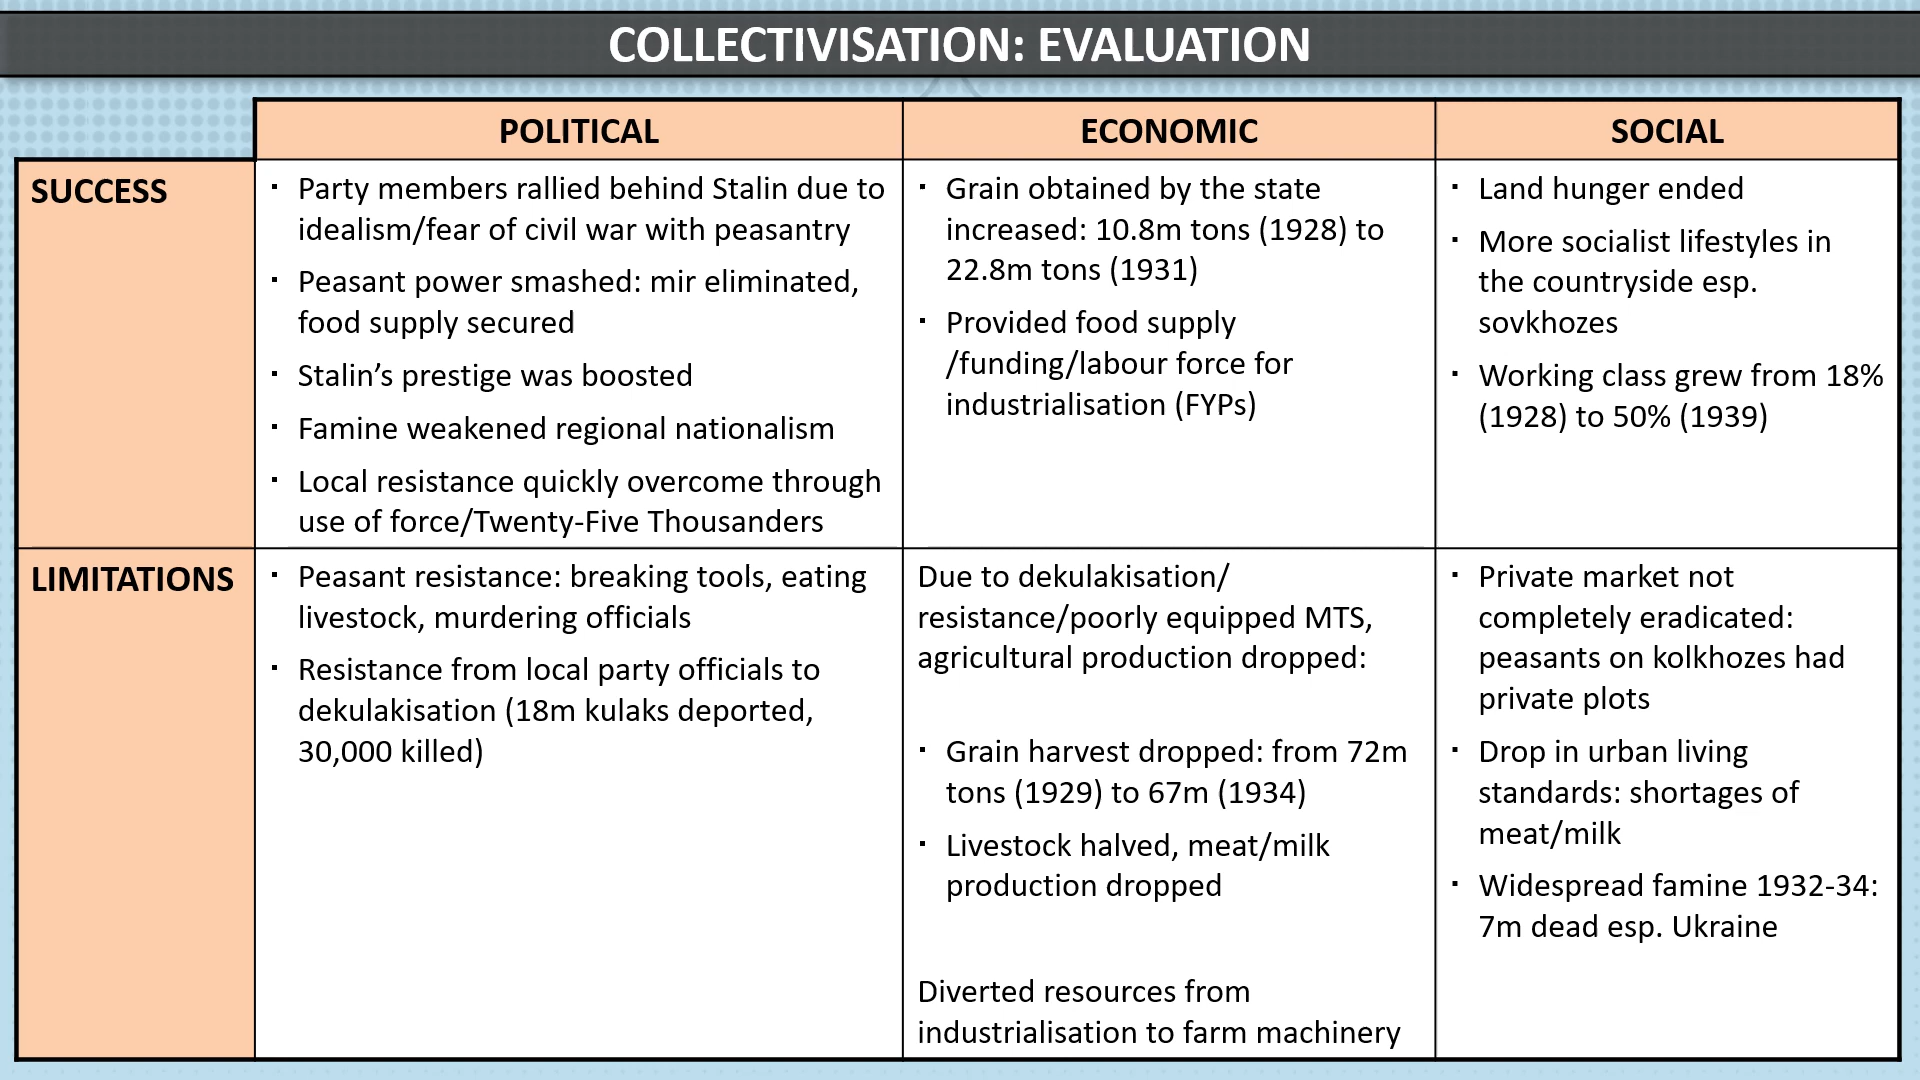 COLLECTIVISATION: EVALUATION
POLITICAL
ECONOMIC
SOCIAL
SUCCESS
▪ Party members rallied behind Stalin due to
idealism/fear of civil war with peasantry
▪ Peasant power smashed: mir eliminated,
food supply secured
▪ Stalin’s prestige was boosted
▪ Famine weakened regional nationalism
▪ Local resistance quickly overcome through
use of force/Twenty-Five Thousanders
▪ Grain obtained by the state
increased: 10.8m tons (1928) to
22.8m tons (1931)
▪ Provided food supply
/funding/labour force for
industrialisation (FYPs)
▪ Land hunger ended
▪ More socialist lifestyles in
the countryside esp.
sovkhozes
▪ Working class grew from 18%
(1928) to 50% (1939)
LIMITATIONS
▪ Peasant resistance: breaking tools, eating
livestock, murdering officials
▪ Resistance from local party officials to
dekulakisation (18m kulaks deported,
30,000 killed)
Due to dekulakisation/
resistance/poorly equipped MTS,
agricultural production dropped:
▪ Grain harvest dropped: from 72m
tons (1929) to 67m (1934)
▪ Livestock halved, meat/milk
production dropped
Diverted resources from
industrialisation to farm machinery
▪ Private market not
completely eradicated:
peasants on kolkhozes had
private plots
▪ Drop in urban living
standards: shortages of
meat/milk
▪ Widespread famine 1932-34:
7m dead esp. Ukraine